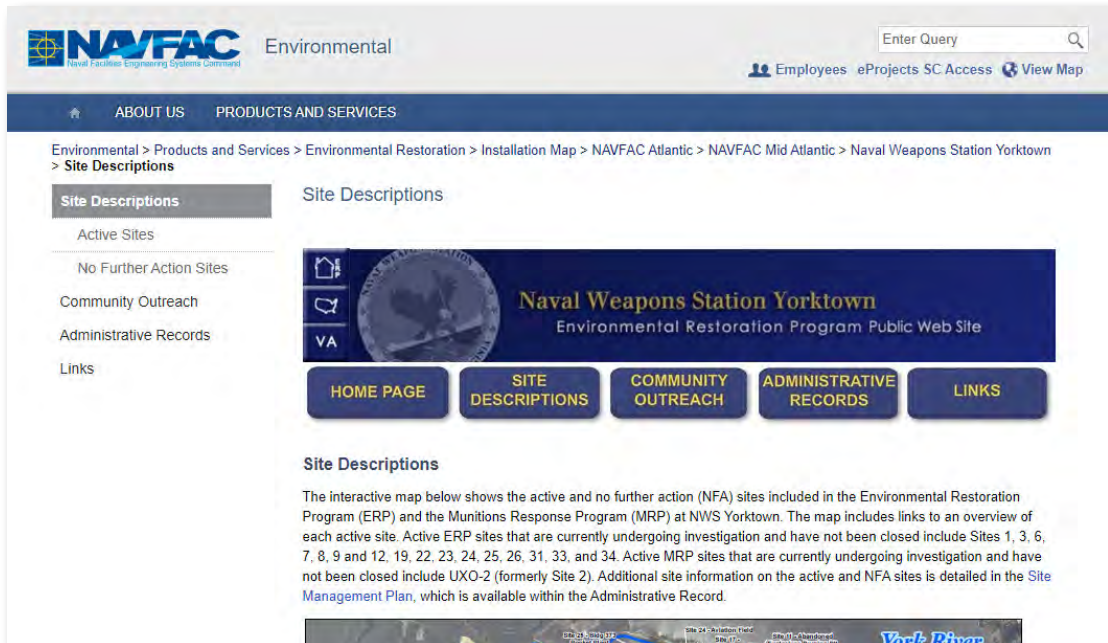 NAVFAC
Naval Facilities Engineering Systems Command
Environmental
Enter Query
Employees eProjects SC Access View Map
ABOUT US PRODUCTS AND SERVICES
Environmental > Products and Services > Environmental Restoration > Installation Map > NAVFAC Atlantic > NAVFAC Mid Atlantic > Naval Weapons Station Yorktown
> Site Descriptions
Site Descriptions
Active Sites
No Further Action Sites
Community Outreach
Administrative Records
Links
Site Descriptions
ERP
VA
Naval Weapons Station Yorktown
Environmental Restoration Program Public Web Site
HOME PAGE
SITE
DESCRIPTIONS
COMMUNITY
OUTREACH
ADMINISTRATIVE
RECORDS
LINKS
Site Descriptions
The interactive map below shows the active and no further action (NFA) sites included in the Environmental Restoration
Program (ERP) and the Munitions Response Program (MRP) at NWS Yorktown. The map includes links to an overview of
each active site. Active ERP sites that are currently undergoing investigation and have not been closed include Sites 1, 3, 6,
7, 8, 9 and 12, 19, 22, 23, 24, 25, 26, 31, 33, and 34. Active MRP sites that are currently undergoing investigation and have
not been closed include UXO-2 (formerly Site 2). Additional site information on the active and NFA sites is detailed in the Site
Management Plan, which is available within the Administrative Record.
Site 24 - Aviation Field
York River